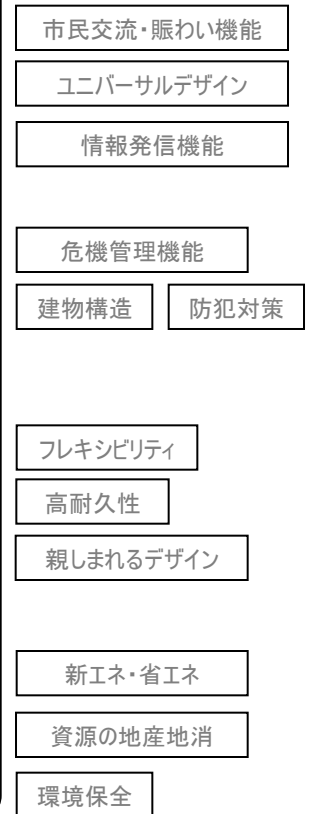 市民交流・賑わい機能
ユニバーサルデザイン
情報発信機能
危機管理機能
建物構造 防犯対策
フレキシビリティ
高耐久性
親しまれるデザイン
新エネ・省エネ
資源の地産地消
環境保全